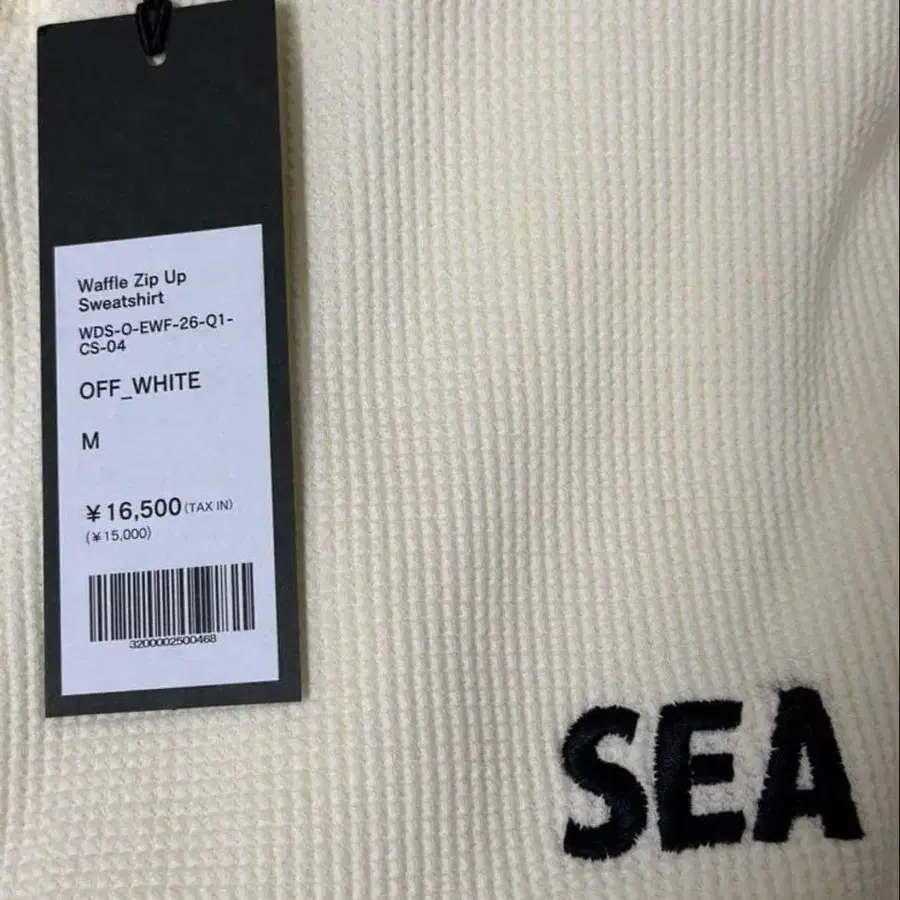 Waffle Zip Up
Sweatshirt
WDS-O-EWF-26-Q1-
CS-04
OFF_WHITE
M
¥16,500 (TAX IN)
(¥15,000)
3200002500468
SEA